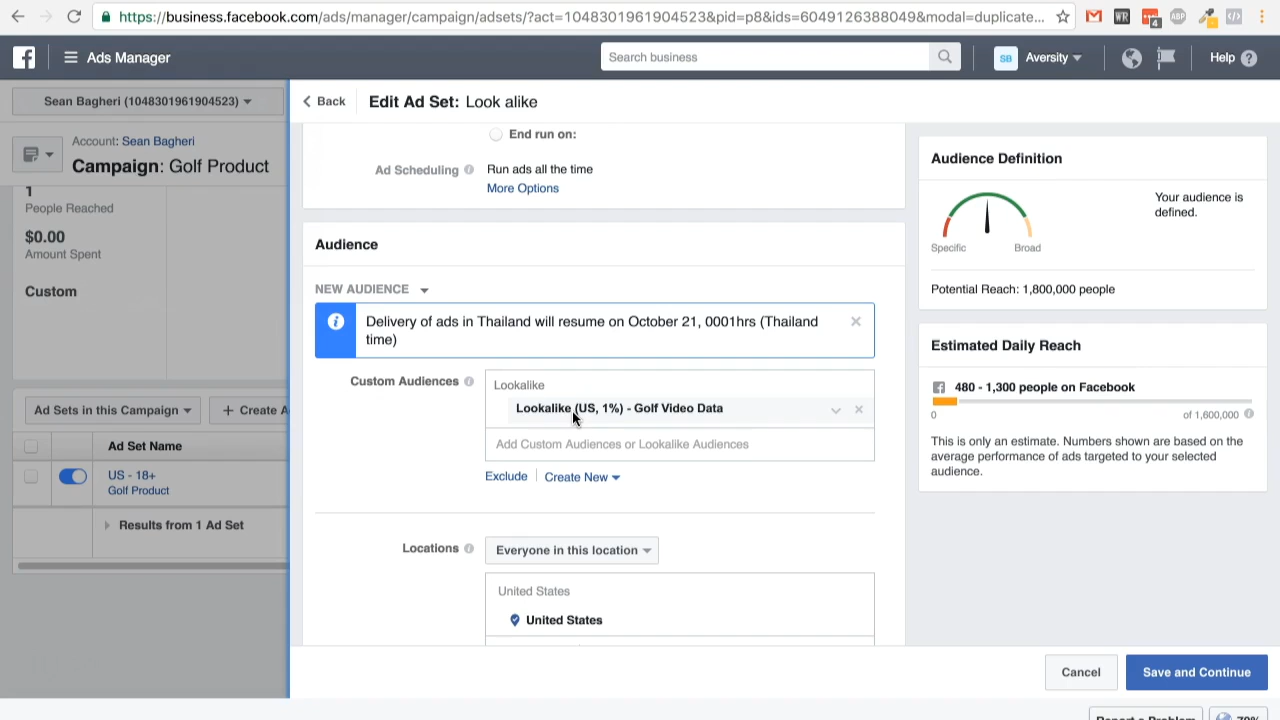 https://business.facebook.com/ads/manager/campaign/adsets/?act=1048301961904523&pid=p8&ids=6049126388049&modal=duplicate...
WR
4
ABP
Ads Manager
Search business
SB
Aversity
Help
Sean Bagheri (1048301961904523)
Back
Edit Ad Set: Look alike
Account: Sean Bagheri
Campaign: Golf Product
1
People Reached
$0.00
Amount Spent
Custom
Ad Sets in this Campaign
+ Create A
Ad Set Name
US - 18+
Golf Product
Results from 1 Ad Set
End run on:
Ad Scheduling
Run ads all the time
More Options
Audience
NEW AUDIENCE
Delivery of ads in Thailand will resume on October 21, 0001hrs (Thailand
time)
Custom Audiences
Lookalike
Lookalike (US, 1%) - Golf Video Data
Add Custom Audiences or Lookalike Audiences
Exclude
Create New
Locations
Everyone in this location
United States
United States
Audience Definition
Your audience is
defined.
Specific
Broad
Potential Reach: 1,800,000 people
Estimated Daily Reach
480 - 1,300 people on Facebook
0
of 1,600,000
This is only an estimate. Numbers shown are based on the
average performance of ads targeted to your selected
audience.
Cancel
Save and Continue
Report a Problem